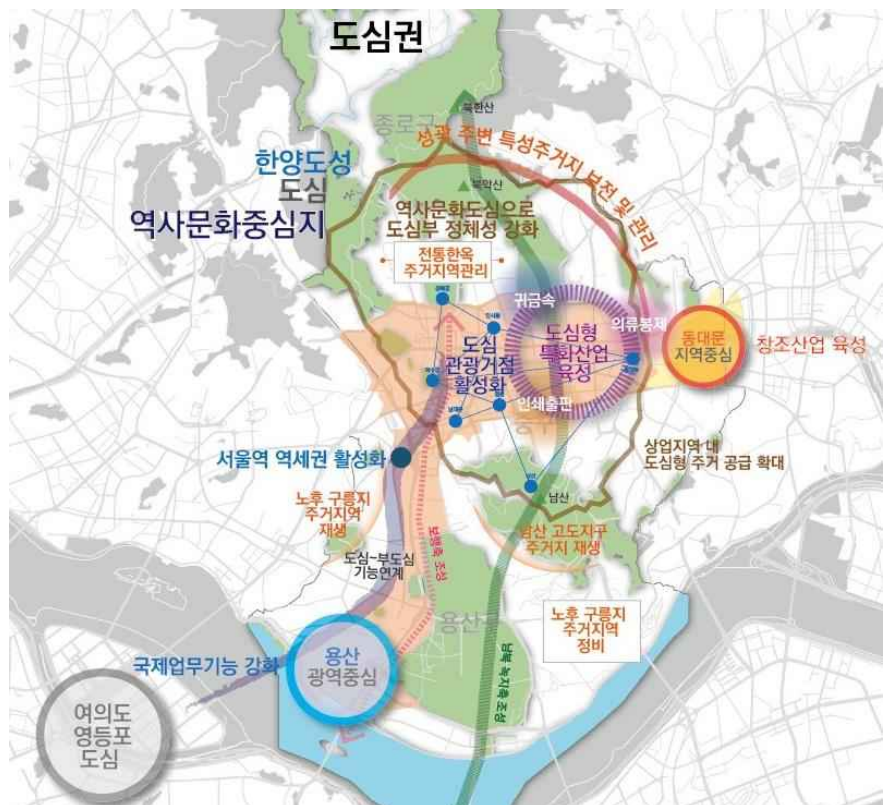 도심권
북한산
종로구
성곽 주변 특성주거지 보전 및 관리
한양도성
도심
역사문화중심지
북악산
역사문화도심으로
도심부 정체성 강화
전통한옥
주거지역관리
귀금속
의류봉제
도심형
특화산업
육성
도심
관광거점
활성화
인쇄출판
동대문
지역중심
창조산업 육성
서울역 역세권 활성화
상업지역 내
도심형 주거 공급 확대
노후 구릉지
주거지역
재생
남산
남산 고도지구
주거지 재생
보행축 조성
도심~부도심
기능연계
노후 구릉지
주거지역
정비
용산구
남북 녹지축 조성
국제업무기능 강화
용산
광역중심
여의도
영등포
도심